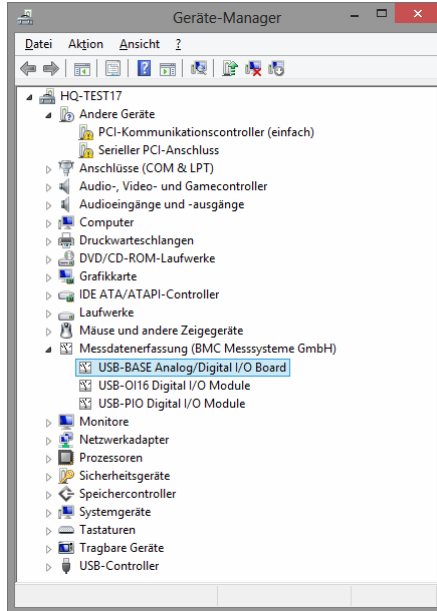 Geräte-Manager
Datei Aktion Ansicht ?
HQ-TEST17
Andere Geräte
PCI-Kommunikationscontroller (einfach)
Serieller PCI-Anschluss
Anschlüsse (COM & LPT)
Audio-, Video- und Gamecontroller
Audioeingänge und -ausgänge
Computer
Druckwarteschlangen
DVD/CD-ROM-Laufwerke
Grafikkarte
IDE ATA/ATAPI-Controller
Laufwerke
Mäuse und andere Zeigegeräte
Messdatenerfassung (BMC Messsysteme GmbH)
USB-BASE Analog/Digital I/O Board
USB-OI16 Digital I/O Module
USB-PIO Digital I/O Module
Monitore
Netzwerkadapter
Prozessoren
Sicherheitsgeräte
Speichercontroller
Systemgeräte
Tastaturen
Tragbare Geräte
USB-Controller